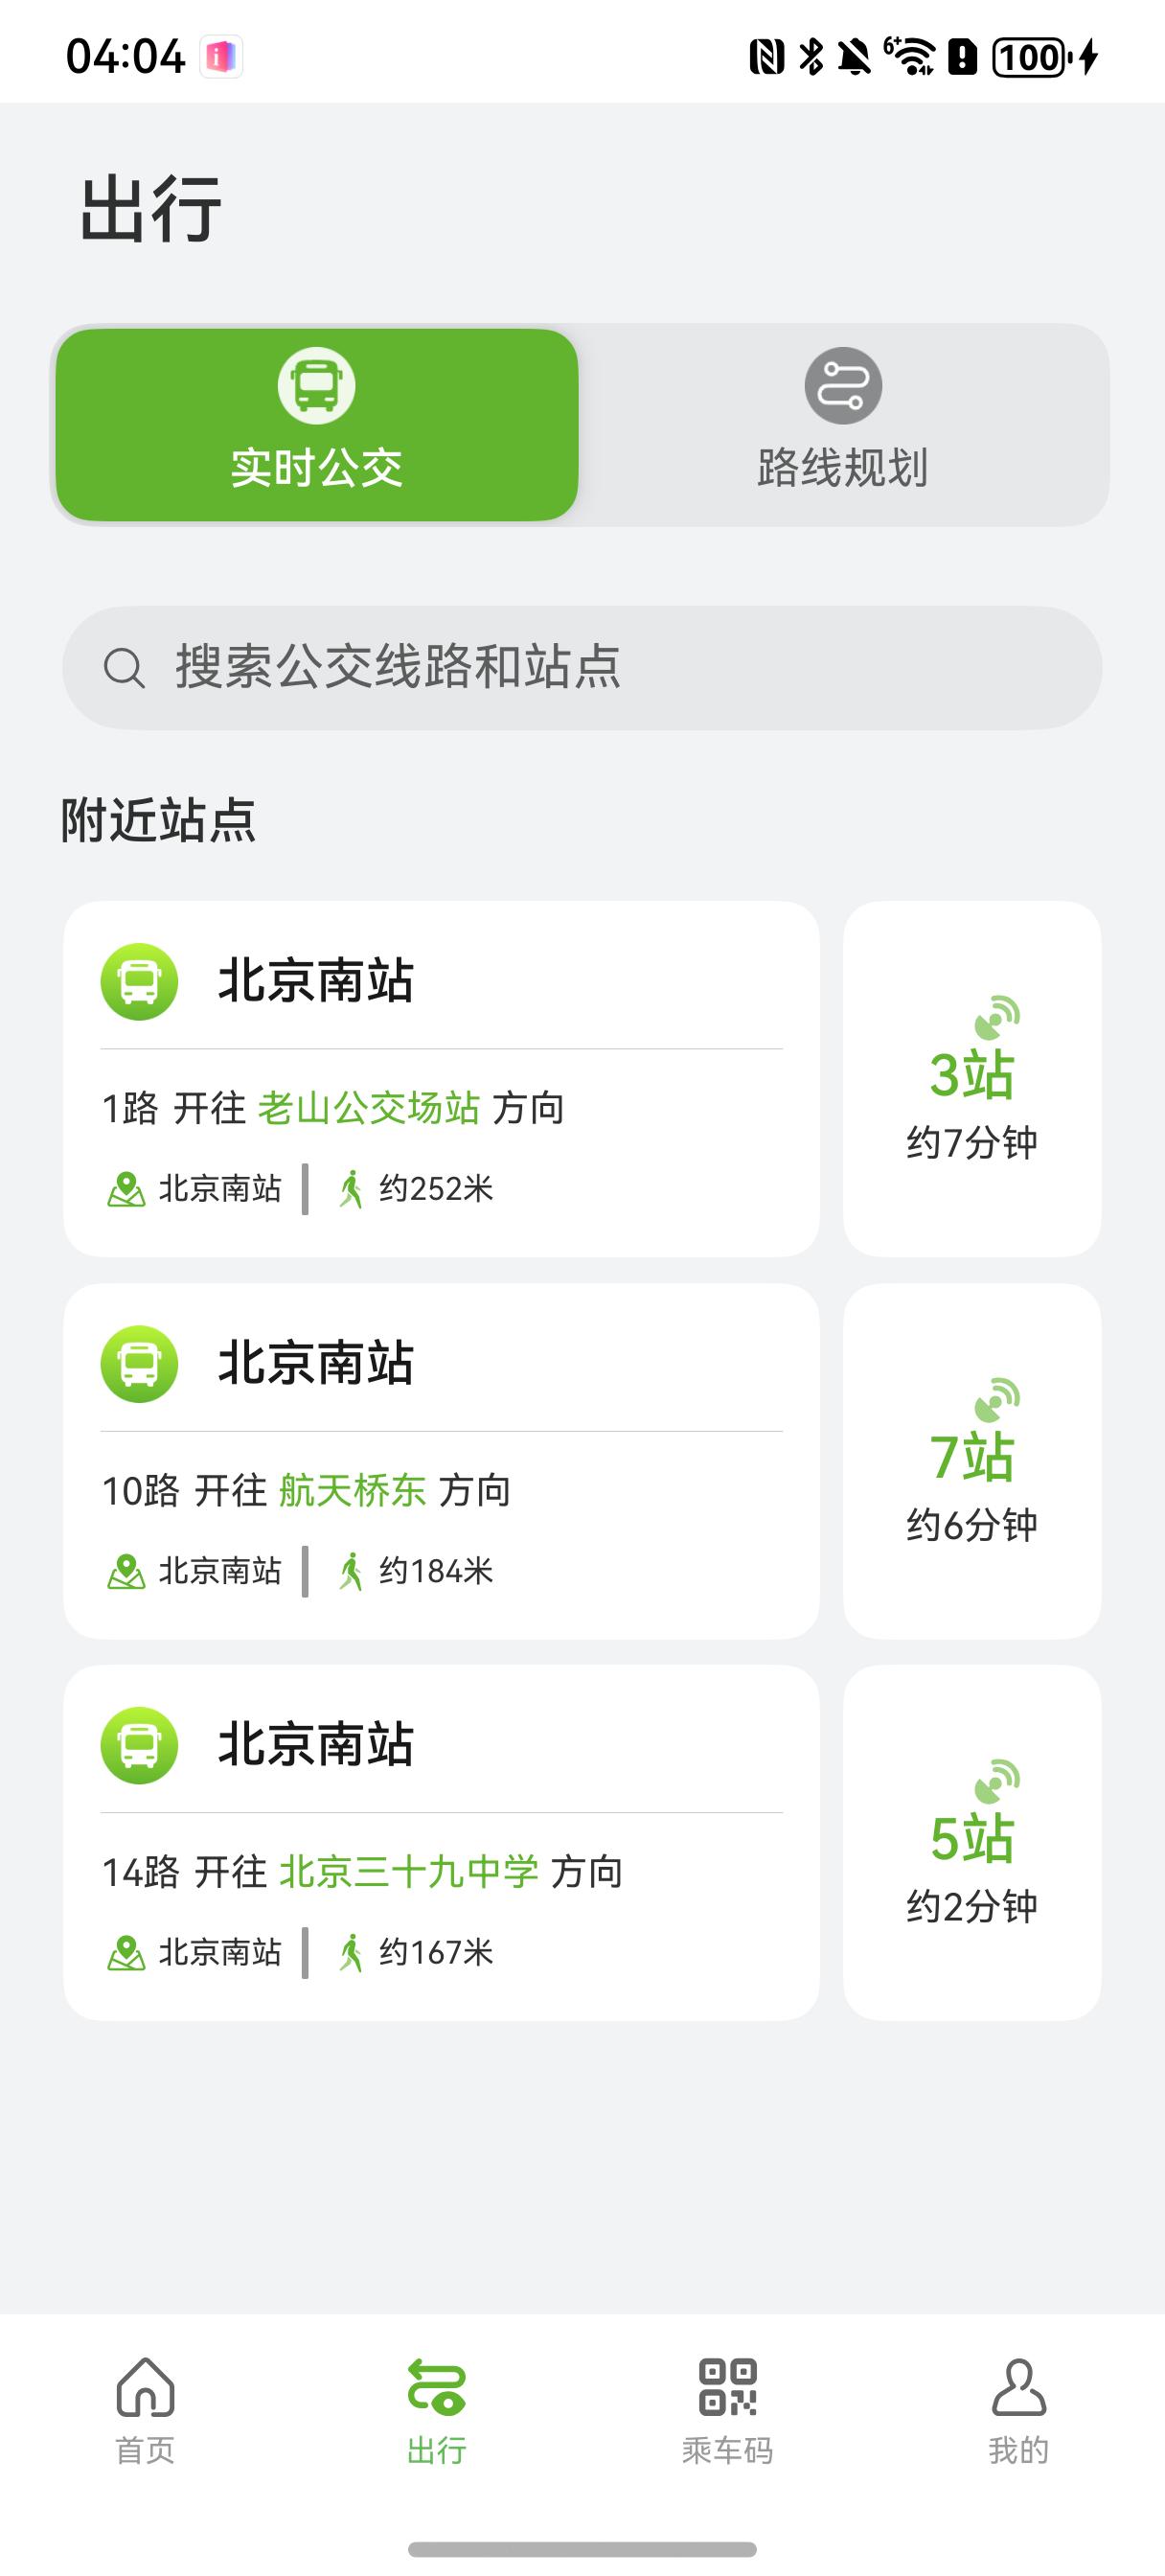 04:04
6+
100
出行
实时公交
路线规划
搜索公交线路和站点
附近站点
北京南站
1路 开往 老山公交场站 方向
北京南站
约252米
3站
约7分钟
北京南站
10路 开往 航天桥东 方向
北京南站
约184米
7站
约6分钟
北京南站
14路 开往 北京三十九中学 方向
北京南站
约167米
5站
约2分钟
首页
出行
乘车码
我的